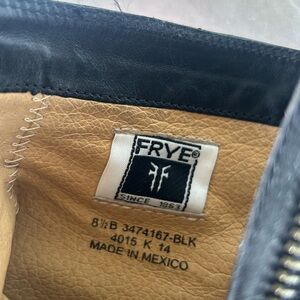 FRYE®
SINCE 1863
8½B 3474167-BLK
4015 K 14
MADE IN MEXICO